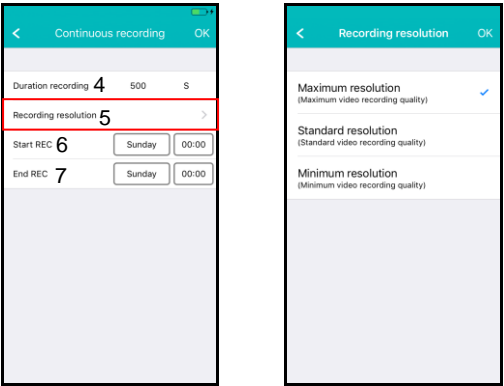 Continuous recording OK
Duration recording 4 500 S
Recording resolution 5
Start REC 6 Sunday 00:00
End REC 7 Sunday 00:00
Recording resolution OK
Maximum resolution
(Maximum video recording quality)
Standard resolution
(Standard video recording quality)
Minimum resolution
(Minimum video recording quality)